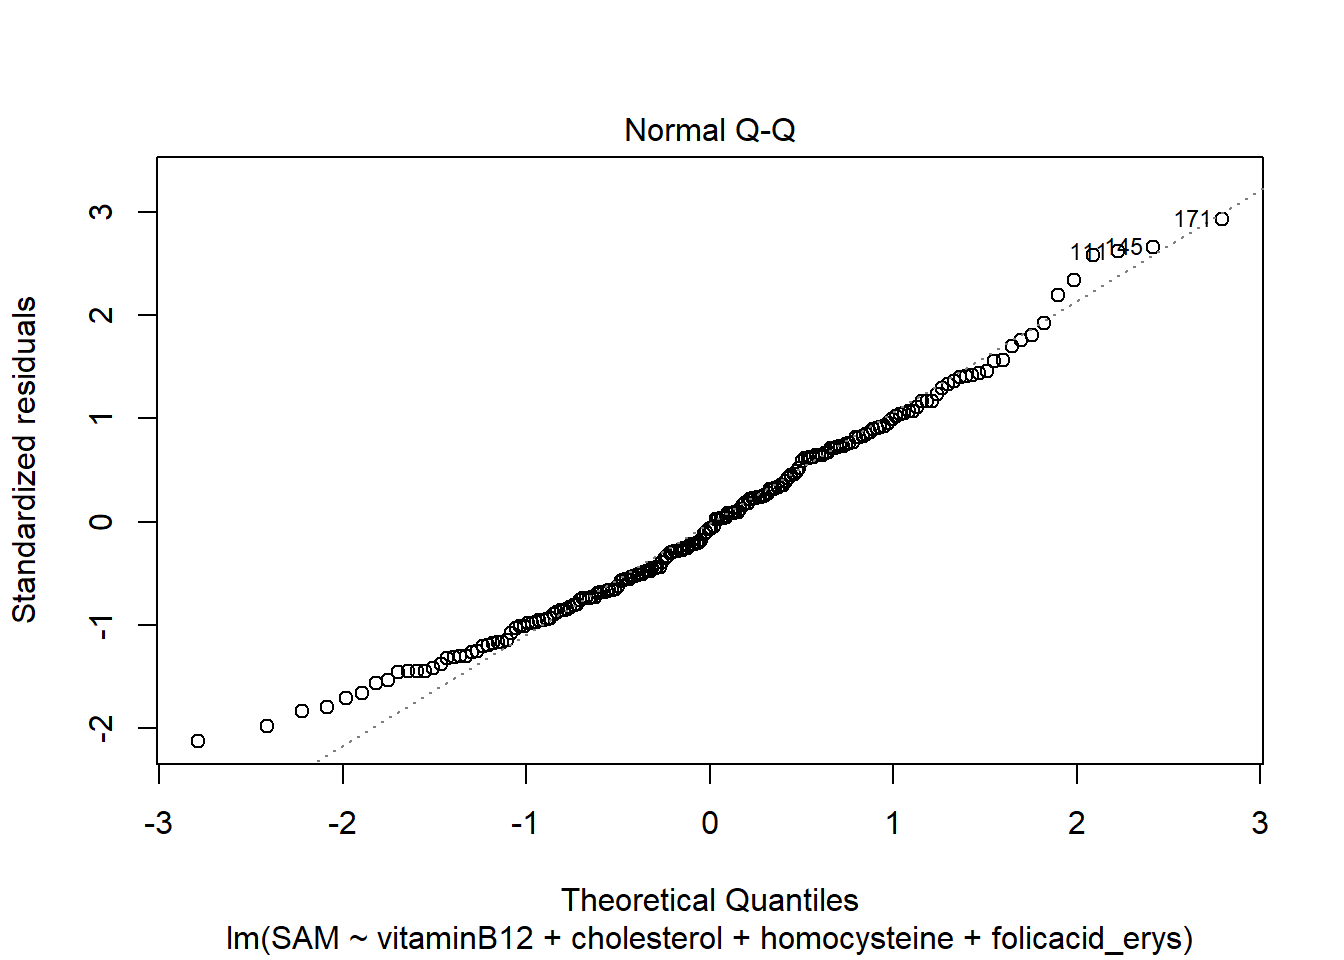 Normal Q-Q
Standardized residuals
3
2
1
0
-1
-2
171
145
111
-3 -2 -1 0 1 2 3
Theoretical Quantiles
lm(SAM ~ vitaminB12 + cholesterol + homocysteine + folicacid_erys)